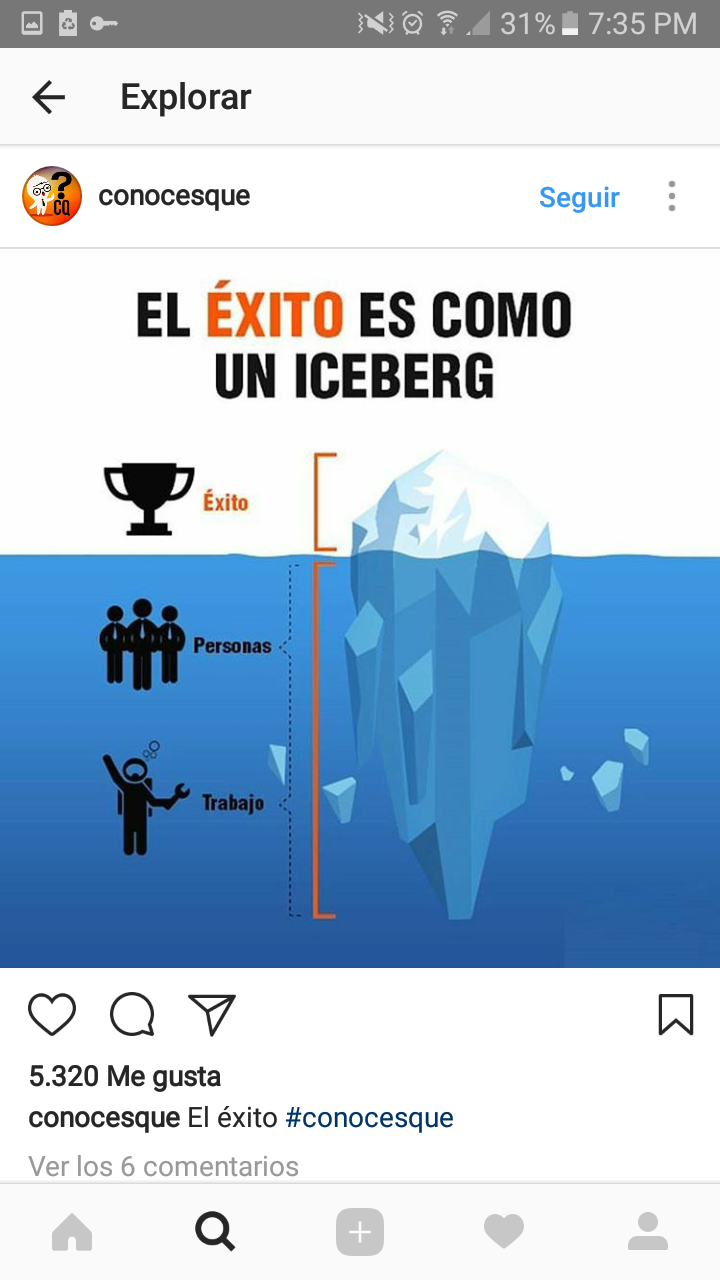 31% 7:35 PM
Explorar
? CQ
conocesque
Seguir
EL ÉXITO ES COMO
UN ICEBERG
Éxito
Personas
Trabajo
5.320 Me gusta
conocesque El éxito #conocesque
Ver los 6 comentarios